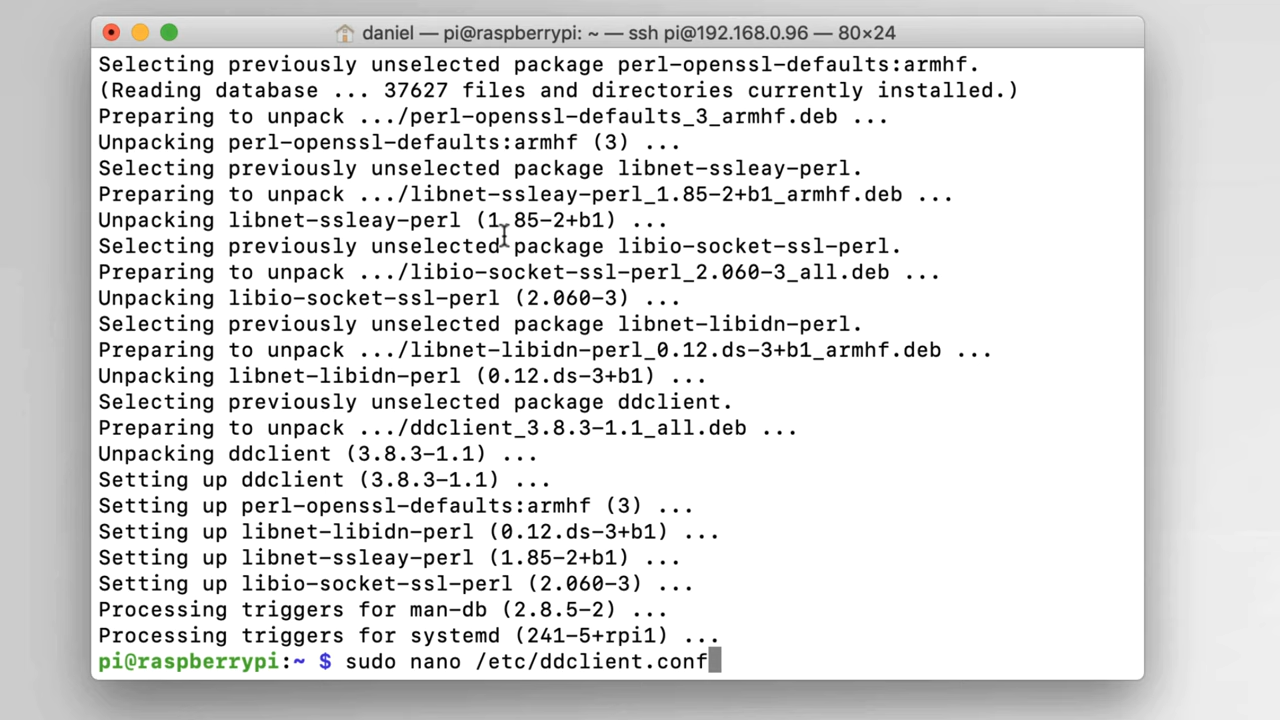 daniel — pi@raspberrypi: ~ — ssh pi@192.168.0.96 — 80×24
Selecting previously unselected package perl-openssl-defaults:armhf.
(Reading database ... 37627 files and directories currently installed.)
Preparing to unpack .../perl-openssl-defaults_3_armhf.deb ...
Unpacking perl-openssl-defaults:armhf (3) ...
Selecting previously unselected package libnet-ssleay-perl.
Preparing to unpack .../libnet-ssleay-perl_1.85-2+b1_armhf.deb ...
Unpacking libnet-ssleay-perl (1.85-2+b1) ...
Selecting previously unselected package libio-socket-ssl-perl.
Preparing to unpack .../libio-socket-ssl-perl_2.060-3_all.deb ...
Unpacking libio-socket-ssl-perl (2.060-3) ...
Selecting previously unselected package libnet-libidn-perl.
Preparing to unpack .../libnet-libidn-perl_0.12.ds-3+b1_armhf.deb ...
Unpacking libnet-libidn-perl (0.12.ds-3+b1) ...
Selecting previously unselected package ddclient.
Preparing to unpack .../ddclient_3.8.3-1.1_all.deb ...
Unpacking ddclient (3.8.3-1.1) ...
Setting up ddclient (3.8.3-1.1) ...
Setting up perl-openssl-defaults:armhf (3) ...
Setting up libnet-libidn-perl (0.12.ds-3+b1) ...
Setting up libnet-ssleay-perl (1.85-2+b1) ...
Setting up libio-socket-ssl-perl (2.060-3) ...
Processing triggers for man-db (2.8.5-2) ...
Processing triggers for systemd (241-5+rpi1) ...
pi@raspberrypi:~ $ sudo nano /etc/ddclient.conf